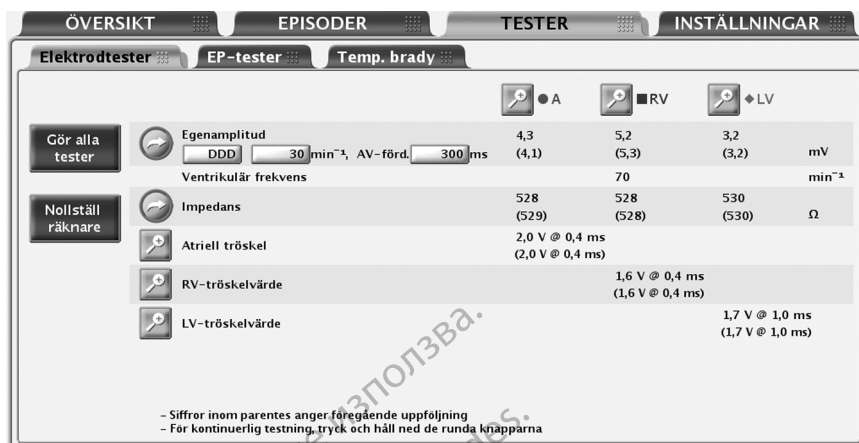 ÖVERSIKT EPISODER TESTER INSTÄLLNINGAR
Elektrodtester EP-tester Temp. brady
A RV LV
Gör alla tester
Egenamplitud 4,3 5,2 3,2
DDD 30 min⁻¹, AV-förd. 300 ms (4,1) (5,3) (3,2) mV
Ventrikulär frekvens 70 min⁻¹
Nollställ räknare
Impedans 528 528 530
(529) (528) (530) Ω
Atriell tröskel 2,0 V @ 0,4 ms
(2,0 V @ 0,4 ms)
RV-tröskelvärde 1,6 V @ 0,4 ms
(1,6 V @ 0,4 ms)
LV-tröskelvärde 1,7 V @ 1,0 ms
(1,7 V @ 1,0 ms)
- Siffror inom parentes anger föregående uppföljning
- För kontinuerlig testning, tryck och håll ned de runda knapparna
използва.